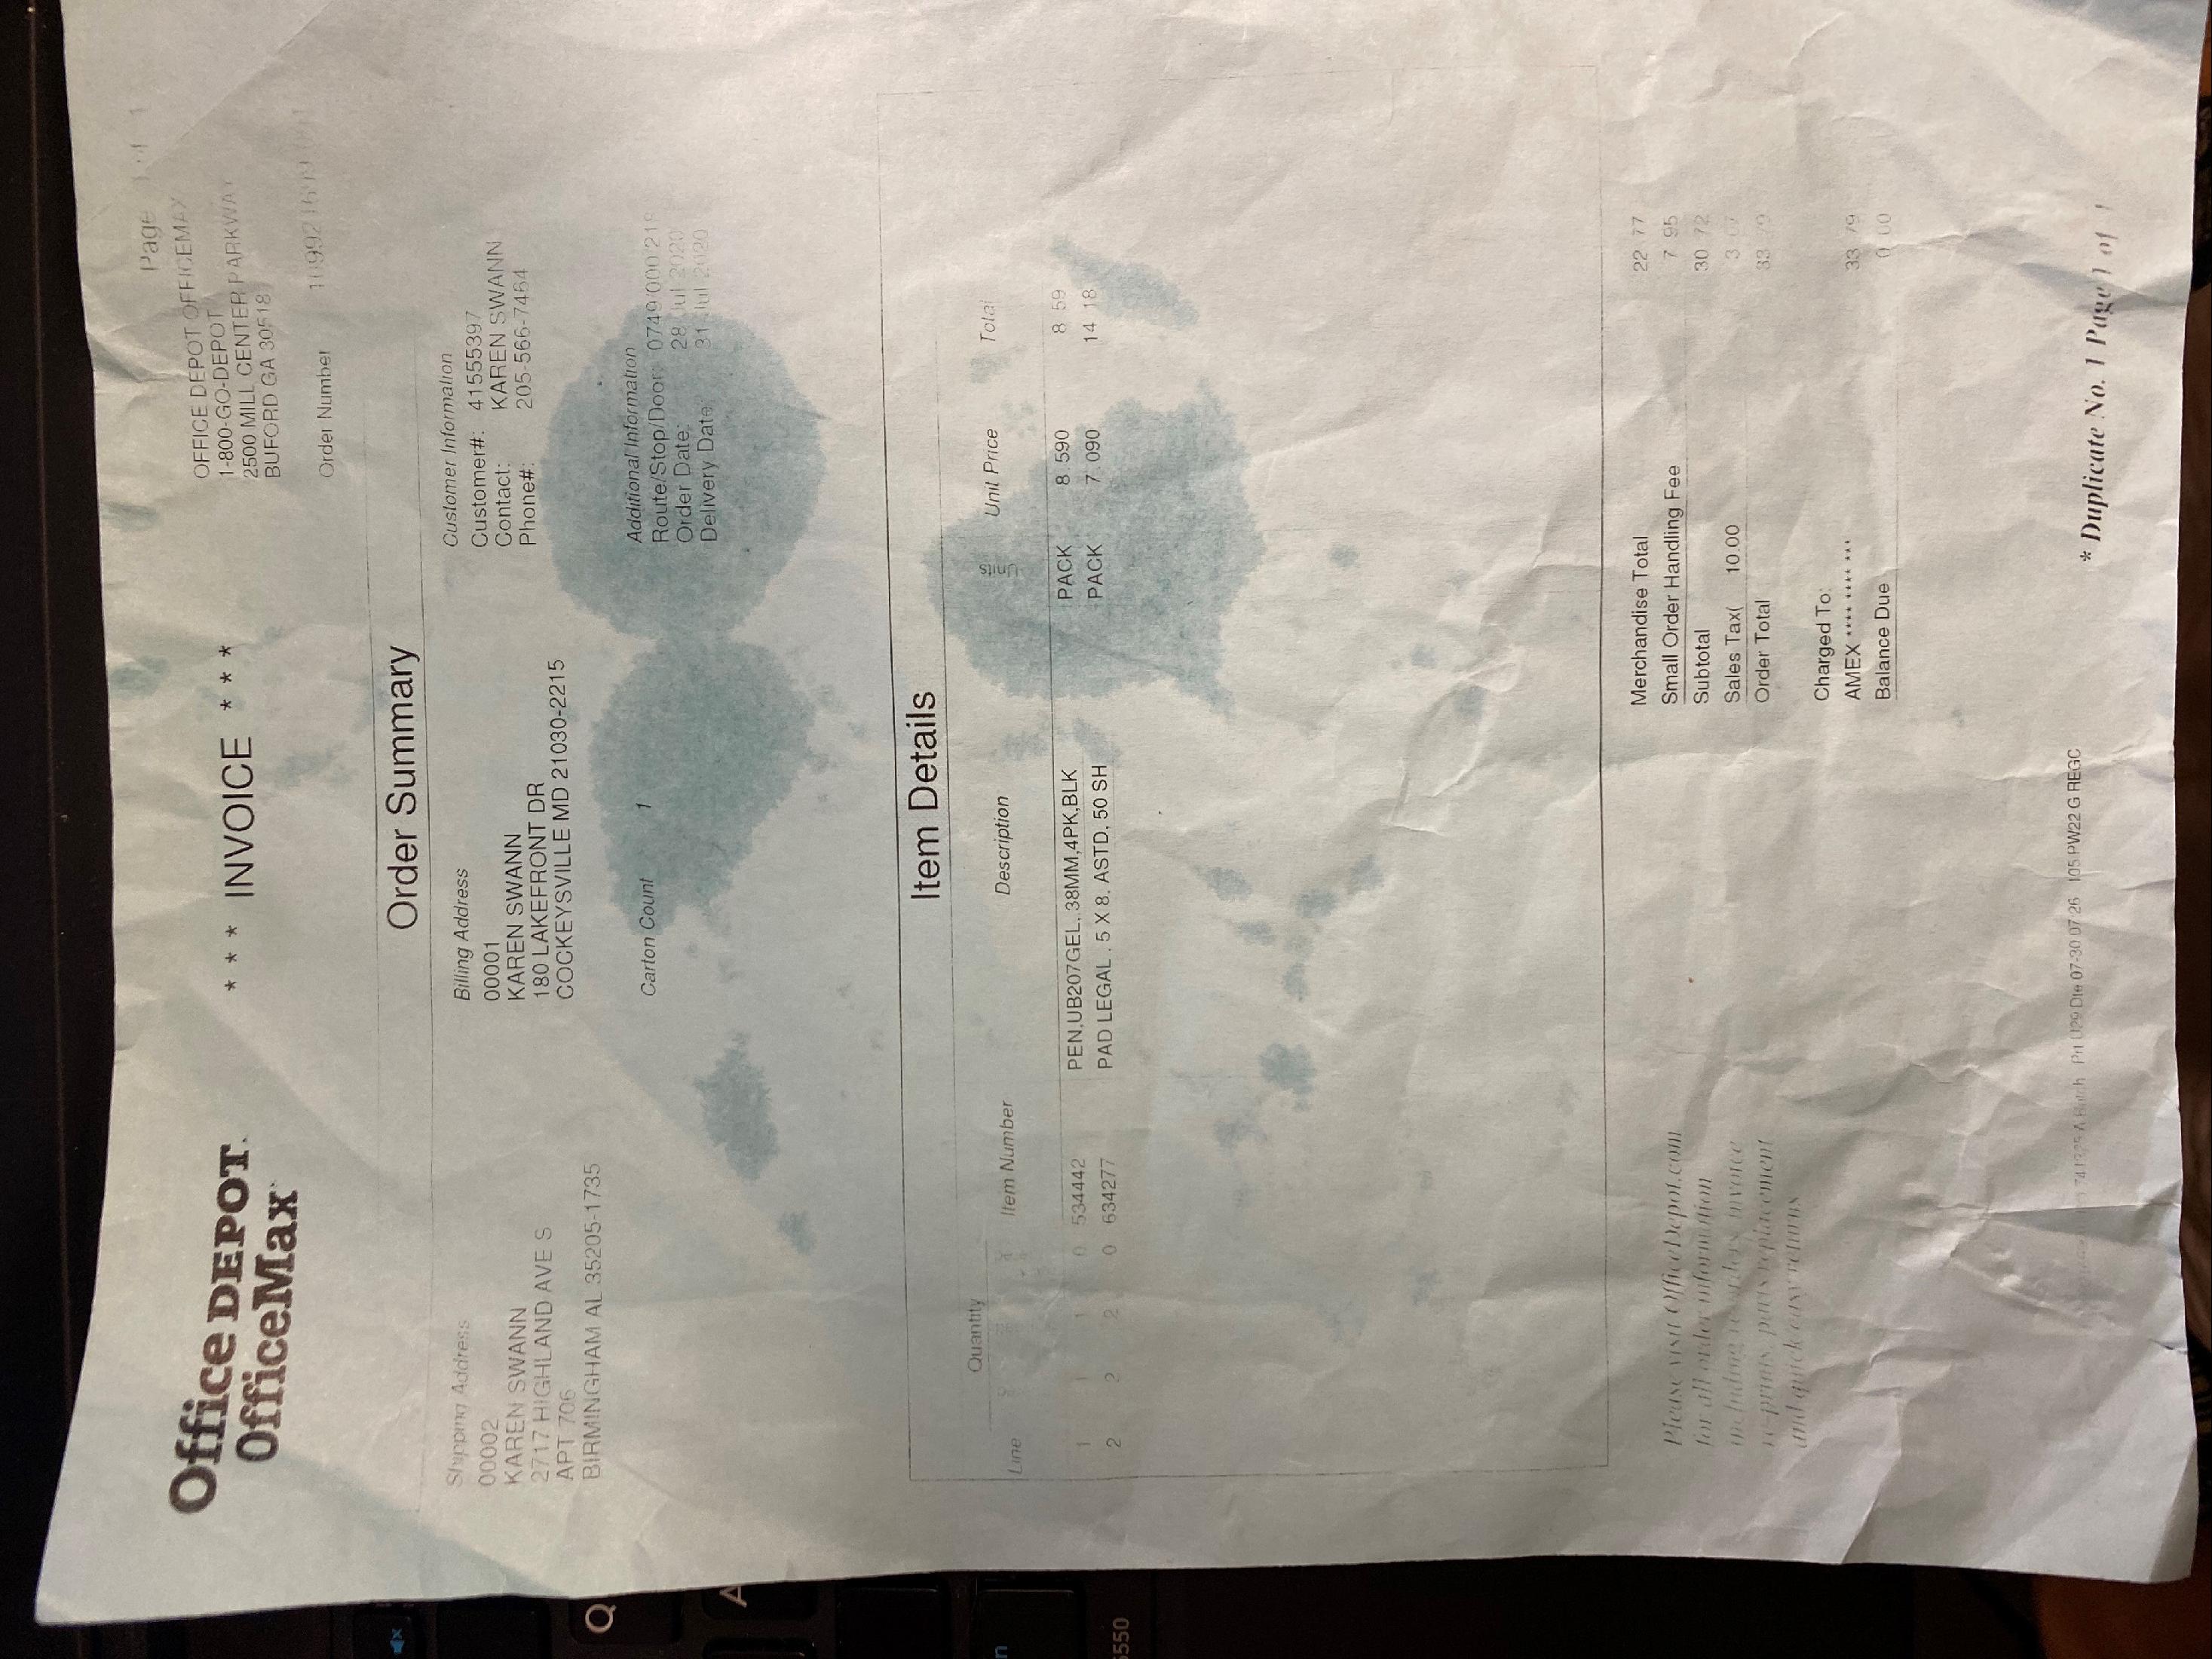 Office DEPOT
OfficeMax
* * * INVOICE * * *
Page 1 of 1
OFFICE DEPOT OFFICEMAX
1-800-GO-DEPOT
2500 MILL CENTER PARKWAY
BUFORD GA 30518
Order Number
Order Summary
Shipping Address
00002
KAREN SWANN
2717 HIGHLAND AVE S
APT 706
BIRMINGHAM AL 35205-1735
Billing Address
00001
KAREN SWANN
180 LAKEFRONT DR
COCKEYSVILLE MD 21030-2215
Carton Count 1
Customer Information
Customer#: 41555397
Contact: KAREN SWANN
Phone#: 205-566-7464
Additional Information
Route/Stop/Door: 0749/000/219
Order Date: 28 Jul 2020
Delivery Date: 31 Jul 2020
Item Details
Quantity
Line Item Number Description Units Unit Price Total
1 1 1 0 534442 PEN,UB207GEL,.38MM,4PK,BLK PACK 8.590 8.59
2 2 2 0 634277 PAD LEGAL, 5 X 8, ASTD, 50 SH PACK 7.090 14.18
Please visit OfficeDepot.com
for all order information
including
re-prints, parts replacement
and quick easy returns
Merchandise Total 22.77
Small Order Handling Fee 7.95
Subtotal 30.72
Sales Tax( 10.00 3.07
Order Total 33.79
Charged To:
AMEX **** **** *** 33.79
Balance Due 0.00
Dte 07-30 07:26 105 PW22 G REGC
* Duplicate No. 1 Page 1 of 1
Q
A
5550